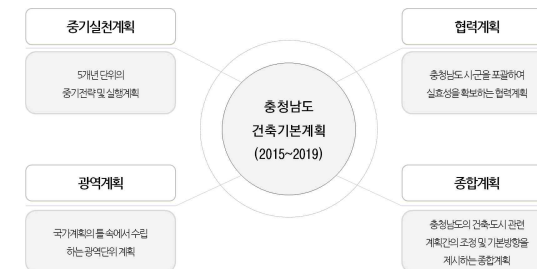 중기실천계획
5개년 단위의
중기전략 및 실행계획
협력계획
충청남도 시·군을 포괄하여
실효성을 확보하는 협력계획
충청남도
건축기본계획
(2015~2019)
광역계획
국가계획의 틀 속에서 수립
하는 광역단위 계획
종합계획
충청남도의 건축·도시 관련
계획간의 조정 및 기본방향을
제시하는 종합계획